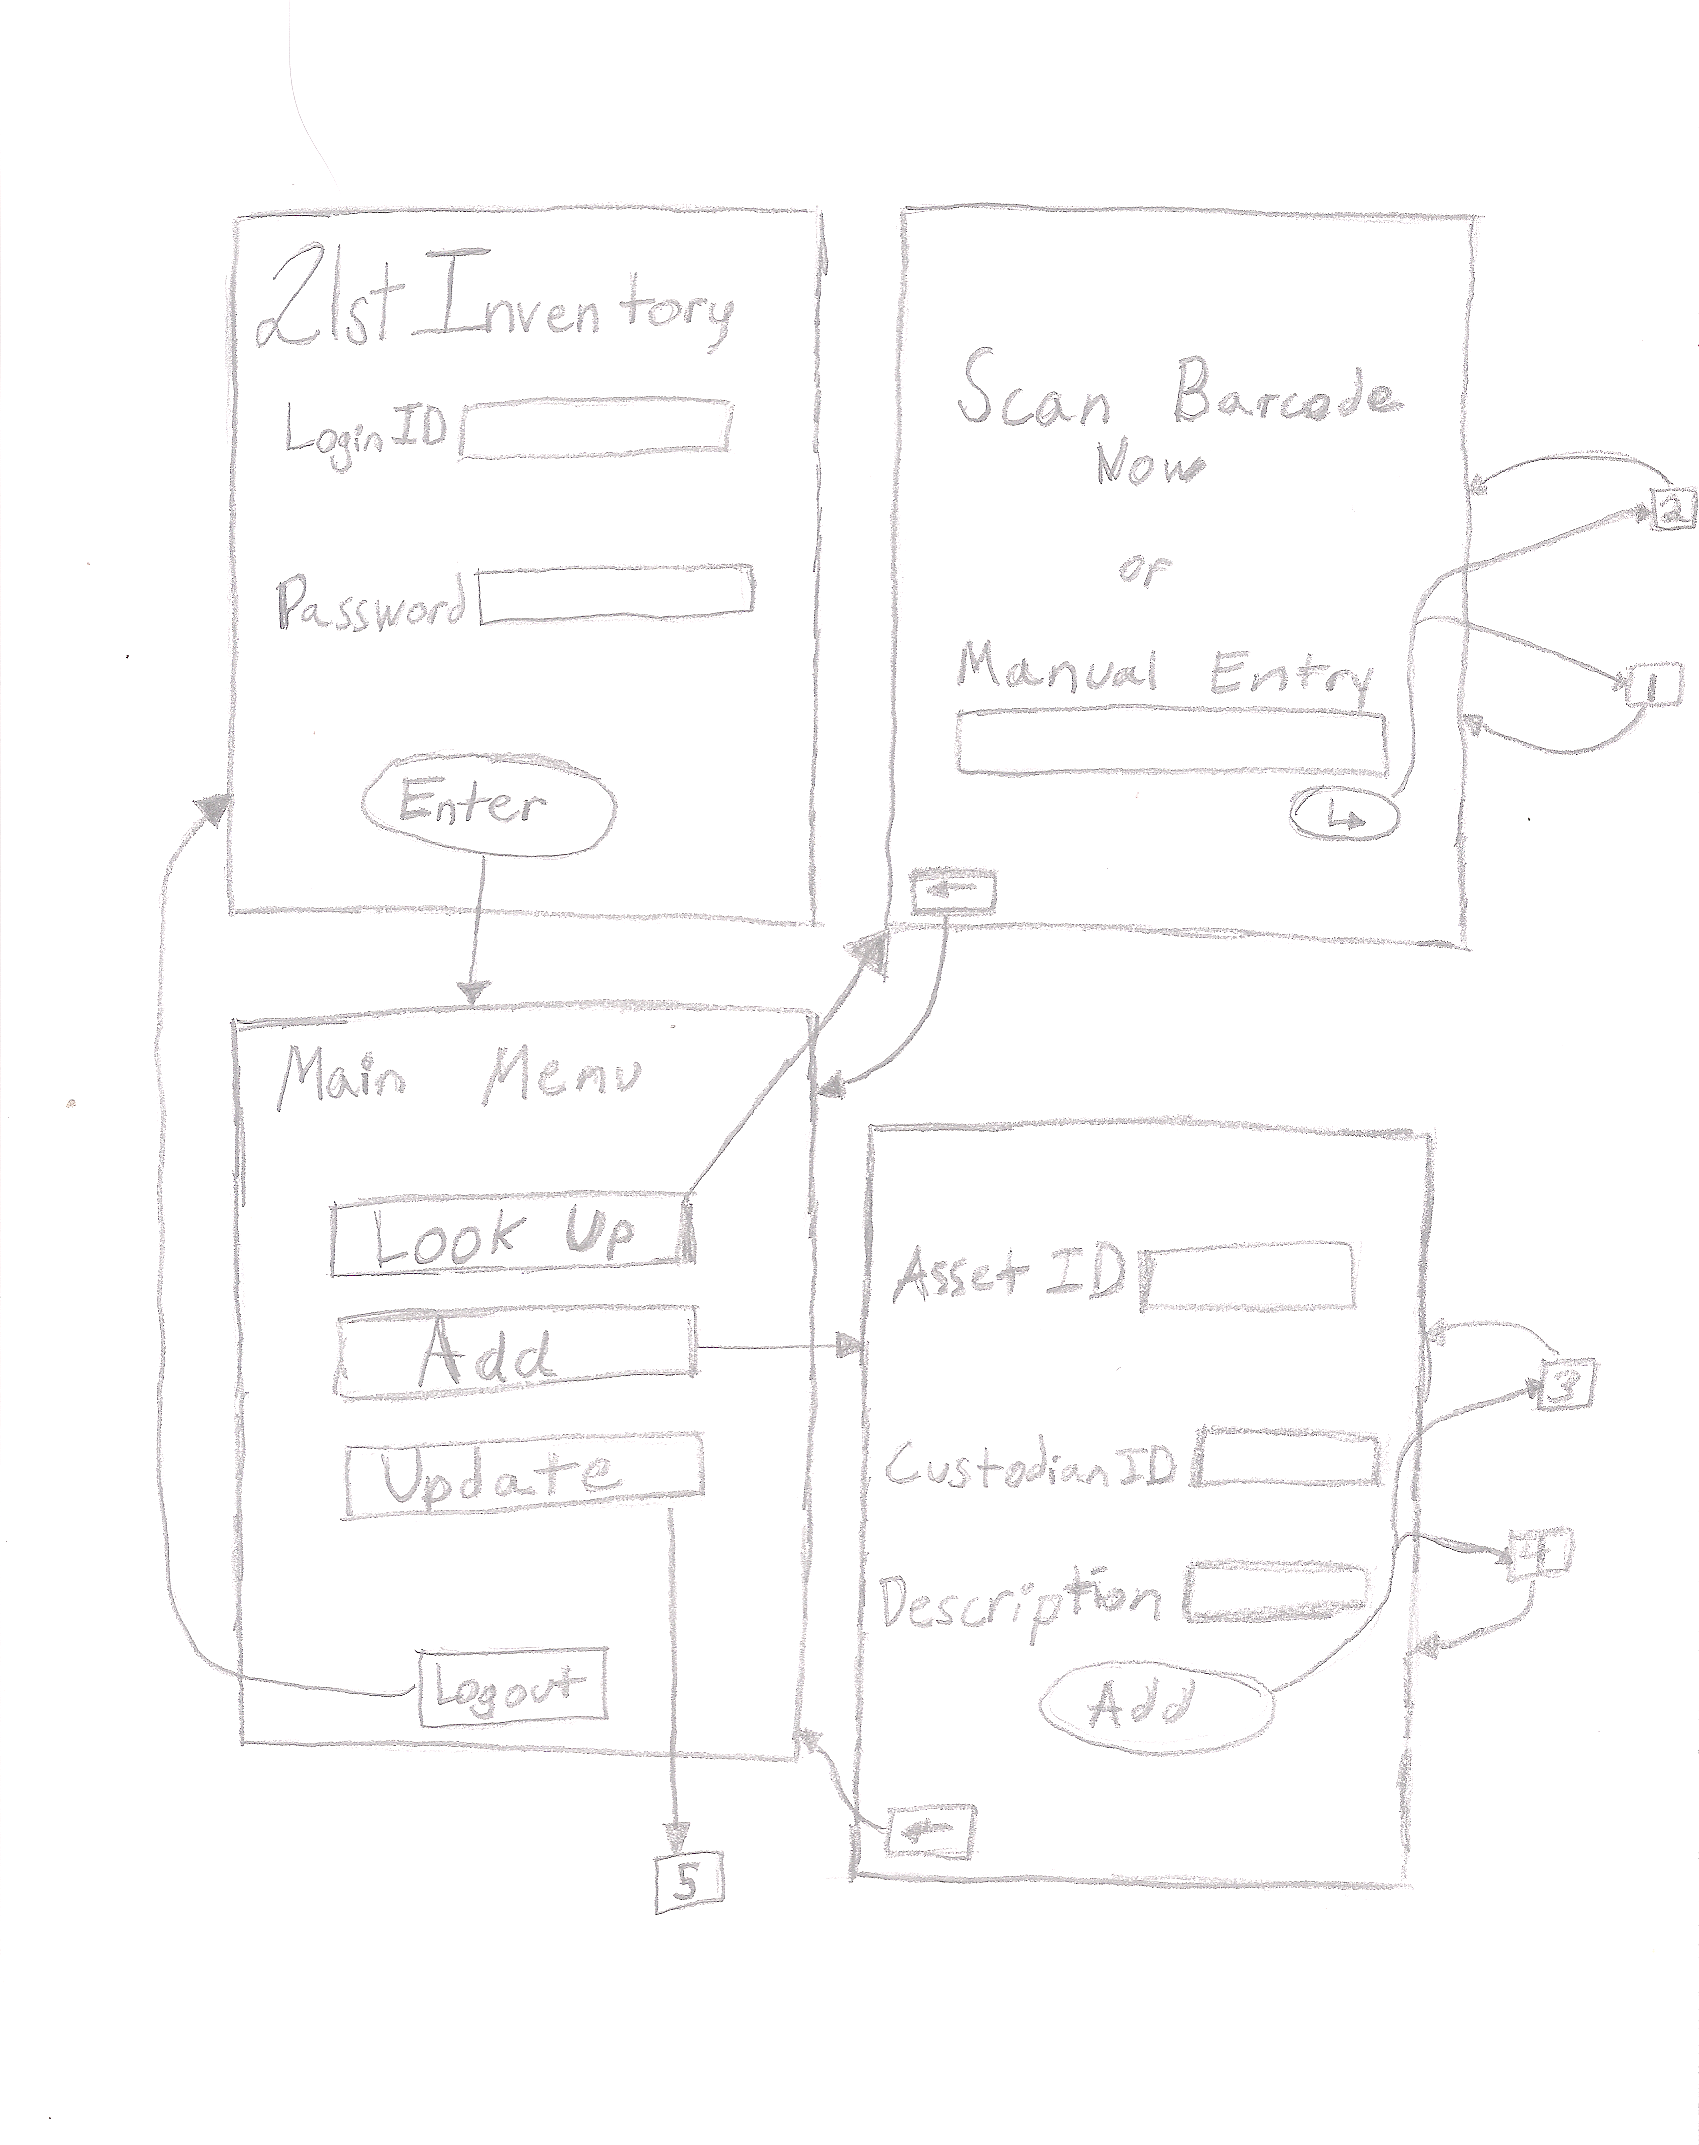 21st Inventory
Login ID
Password
Enter
Scan Barcode
Now
or
Manual Entry
2
1
Main Menu
Look Up
Add
Update
Logout
5
Asset ID
Custodian ID
Description
Add
3
4